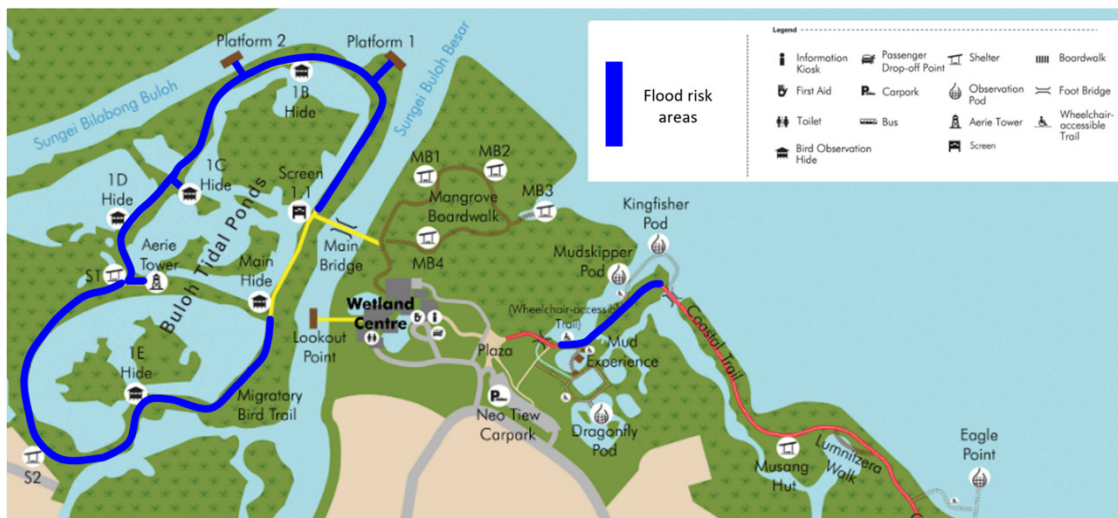 Platform 2
Platform 1
1B
Hide
Sungei Bilabong Buloh
Sungei Buloh Besar
1C
Hide
1D
Hide
Screen
1.1
Aerie
Tower
S1
Buloh Tidal Ponds
Main
Hide
Main
Bridge
1E
Hide
Migratory
Bird Trail
S2
Lookout
Point
Wetland
Centre
MB1
MB2
MB3
MB4
Mangrove
Boardwalk
Kingfisher
Pod
Mudskipper
Pod
(Wheelchair-accessible
Trail)
Plaza
Mud
Experience
Neo Tiew
Carpark
Dragonfly
Pod
Coastal Trail
Musang
Hut
Lumnitzera
Walk
Eagle
Point
Flood risk
areas
Legend
Information
Kiosk
First Aid
Toilet
Bird Observation
Hide
Passenger
Drop-off Point
Carpark
Bus
Shelter
Observation
Pod
Aerie Tower
Screen
Boardwalk
Foot Bridge
Wheelchair-
accessible
Trail